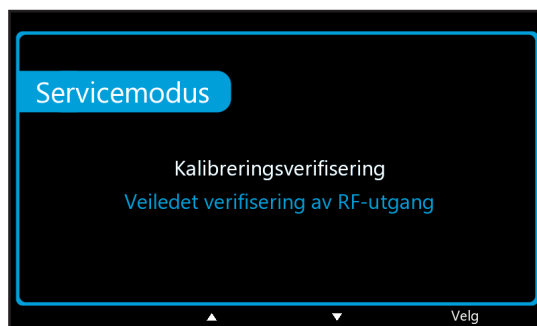 Servicemodus
Kalibreringsverifisering
Veiledet verifisering av RF-utgang
Velg